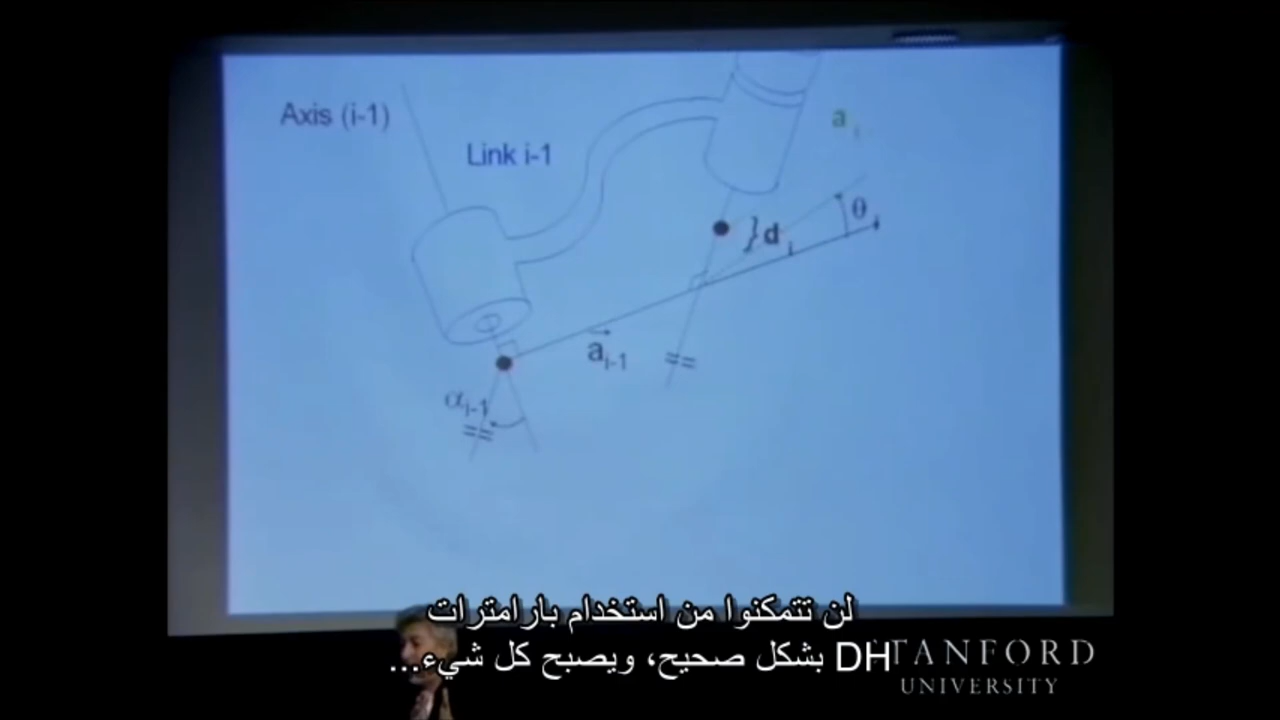 Axis (i-1)
Link i-1
a i
θ i
} d i
a i-1
α i-1
لن تتمكنوا من استخدام بارامترات
DH بشكل صحيح، ويصبح كل شيء...
STANFORD
UNIVERSITY